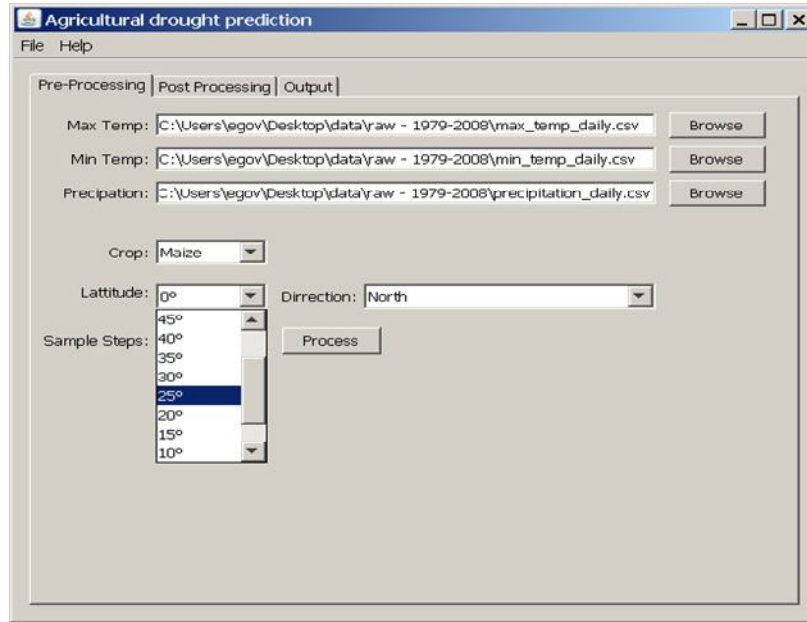 Agricultural drought prediction
File Help
Pre-Processing Post Processing Output
Max Temp: C:\Users\egov\Desktop\data\raw - 1979-2008\max_temp_daily.csv Browse
Min Temp: C:\Users\egov\Desktop\data\raw - 1979-2008\min_temp_daily.csv Browse
Precipation: C:\Users\egov\Desktop\data\raw - 1979-2008\precipitation_daily.csv Browse
Crop: Maize
Lattitude: 0º Dirrection: North
45º
Sample Steps: 40º Process
35º
30º
25º
20º
15º
10º